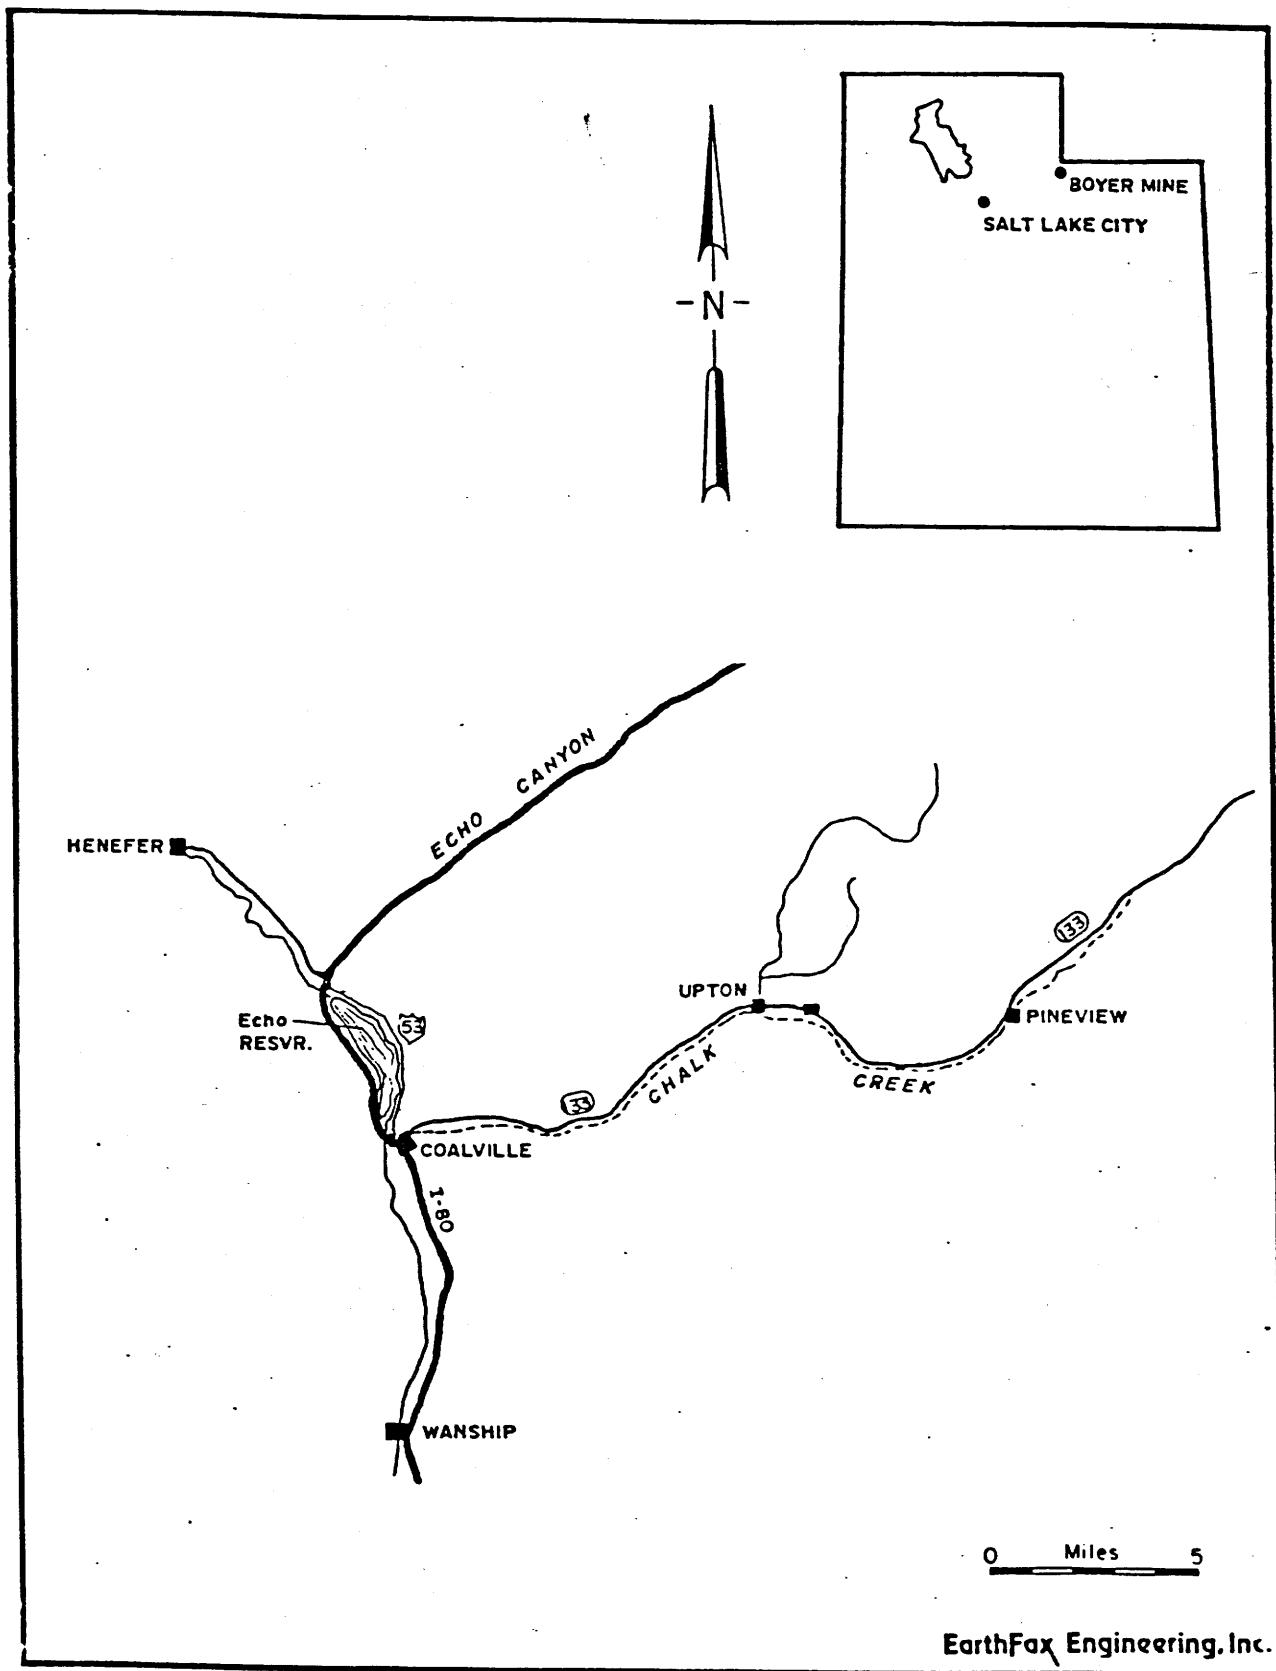 BOYER MINE
SALT LAKE CITY
-N-
ECHO CANYON
HENEFER
133
UPTON
PINEVIEW
Echo
RESVR.
53
CHALK CREEK
133
COALVILLE
I-80
WANSHIP
0 Miles 5
EarthFax Engineering, Inc.